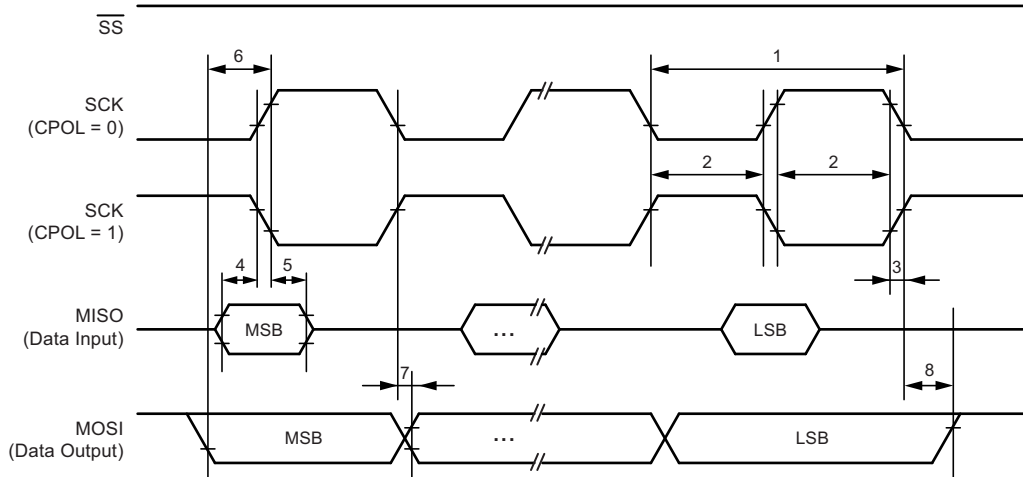 SS
6
1
SCK
(CPOL = 0)
2
2
SCK
(CPOL = 1)
4
5
3
MISO
(Data Input)
MSB
...
LSB
7
8
MOSI
(Data Output)
MSB
...
LSB